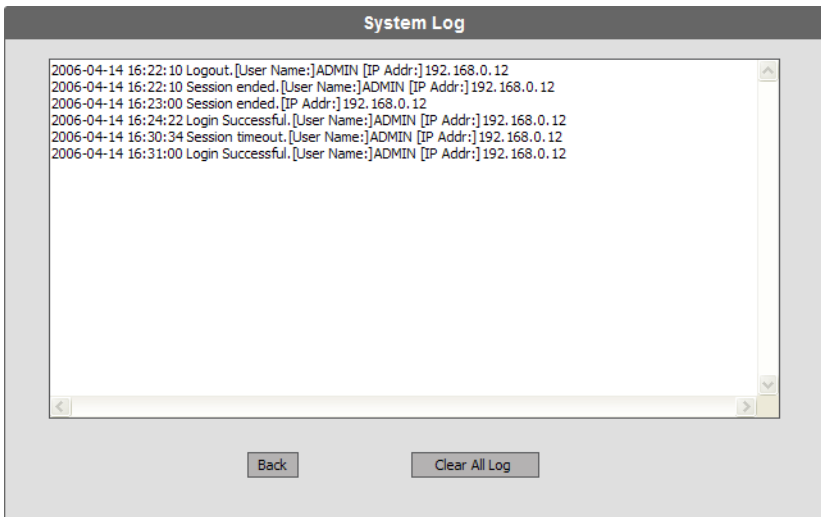 System Log
2006-04-14 16:22:10 Logout.[User Name:]ADMIN [IP Addr:]192.168.0.12
2006-04-14 16:22:10 Session ended.[User Name:]ADMIN [IP Addr:]192.168.0.12
2006-04-14 16:23:00 Session ended.[IP Addr:]192.168.0.12
2006-04-14 16:24:22 Login Successful.[User Name:]ADMIN [IP Addr:]192.168.0.12
2006-04-14 16:30:34 Session timeout.[User Name:]ADMIN [IP Addr:]192.168.0.12
2006-04-14 16:31:00 Login Successful.[User Name:]ADMIN [IP Addr:]192.168.0.12
Back
Clear All Log